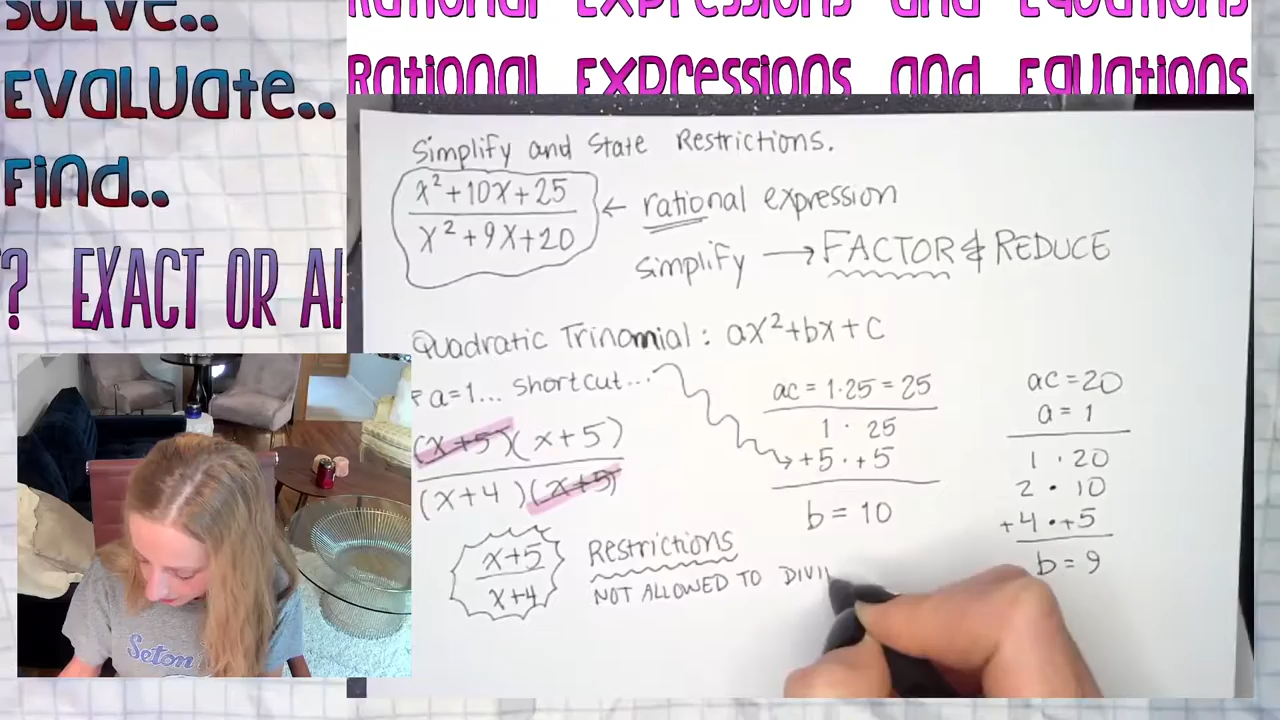 SOLVE..
EVALUATE..
FIND..
? EXACT OR
Rational Expressions and Equations
Rational Expressions and Equations
Simplify and State Restrictions.
x²+10x+25
x²+9x+20
← rational expression
simplify → FACTOR & REDUCE
Quadratic Trinomial: ax²+bx+c
a=1... shortcut...
(x+5)(x+5)
(x+4)(x+5)
x+5
x+4
Restrictions
NOT ALLOWED TO DIVI
ac = 1·25 = 25
1 · 25
+5 · +5
b = 10
ac = 20
a = 1
1 · 20
2 · 10
+4 · +5
b = 9
Seton